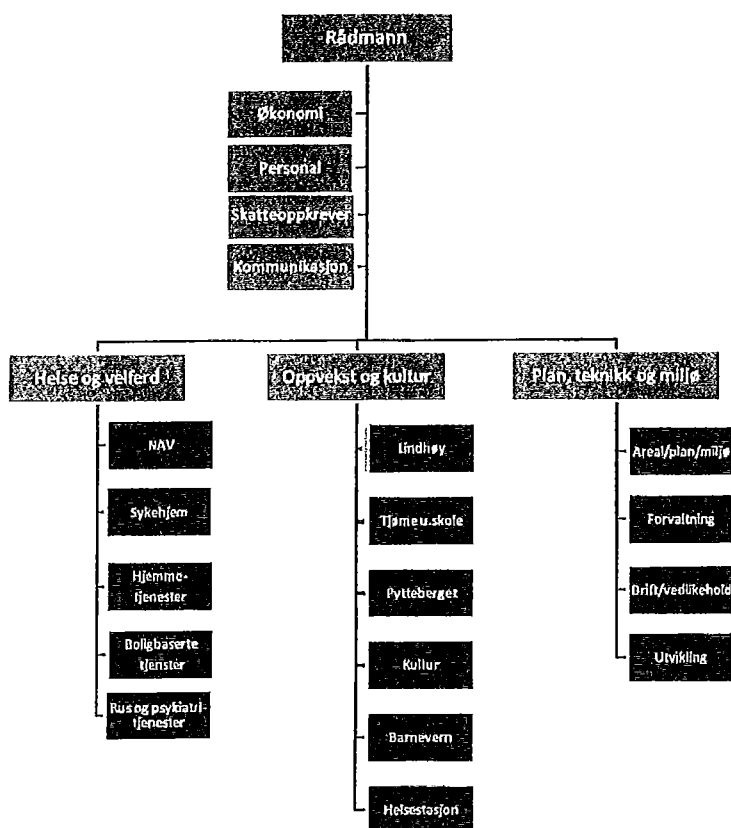 Rådmann
Økonomi
Personal
Skatteoppkrever
Kommunikasjon
Helse og velferd
NAV
Sykehjem
Hjemme-
tjenester
Boligbaserte
tjenster
Rus og psykiatri-
tjenester
Oppvekst og kultur
Lindhøy
Tjøme u.skole
Pytteberget
Kultur
Barnevern
Helsestasjon
Plan, teknikk og miljø
Areal/plan/miljø
Forvaltning
Drift/vedlikehold
Utvikling